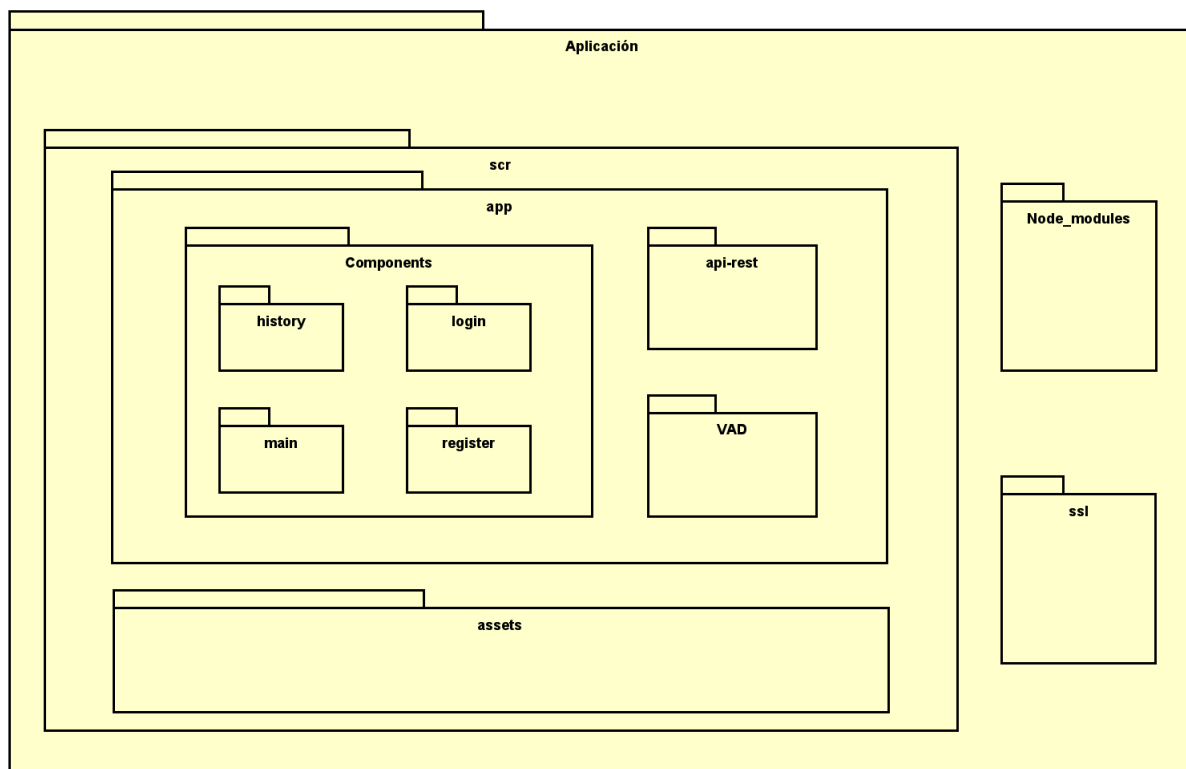 Aplicación
scr
app
Components
history
login
main
register
api-rest
VAD
assets
Node_modules
ssl